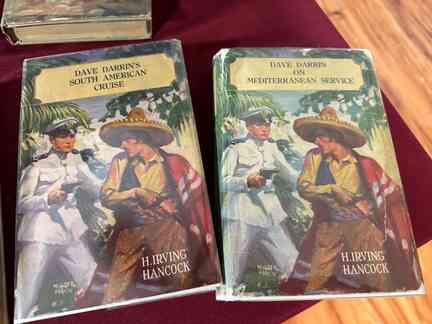 DAVE DARRIN'S
SOUTH AMERICAN
CRUISE
H. IRVING
HANCOCK
DAVE DARRIN
ON
MEDITERRANEAN SERVICE
H. IRVING
HANCOCK